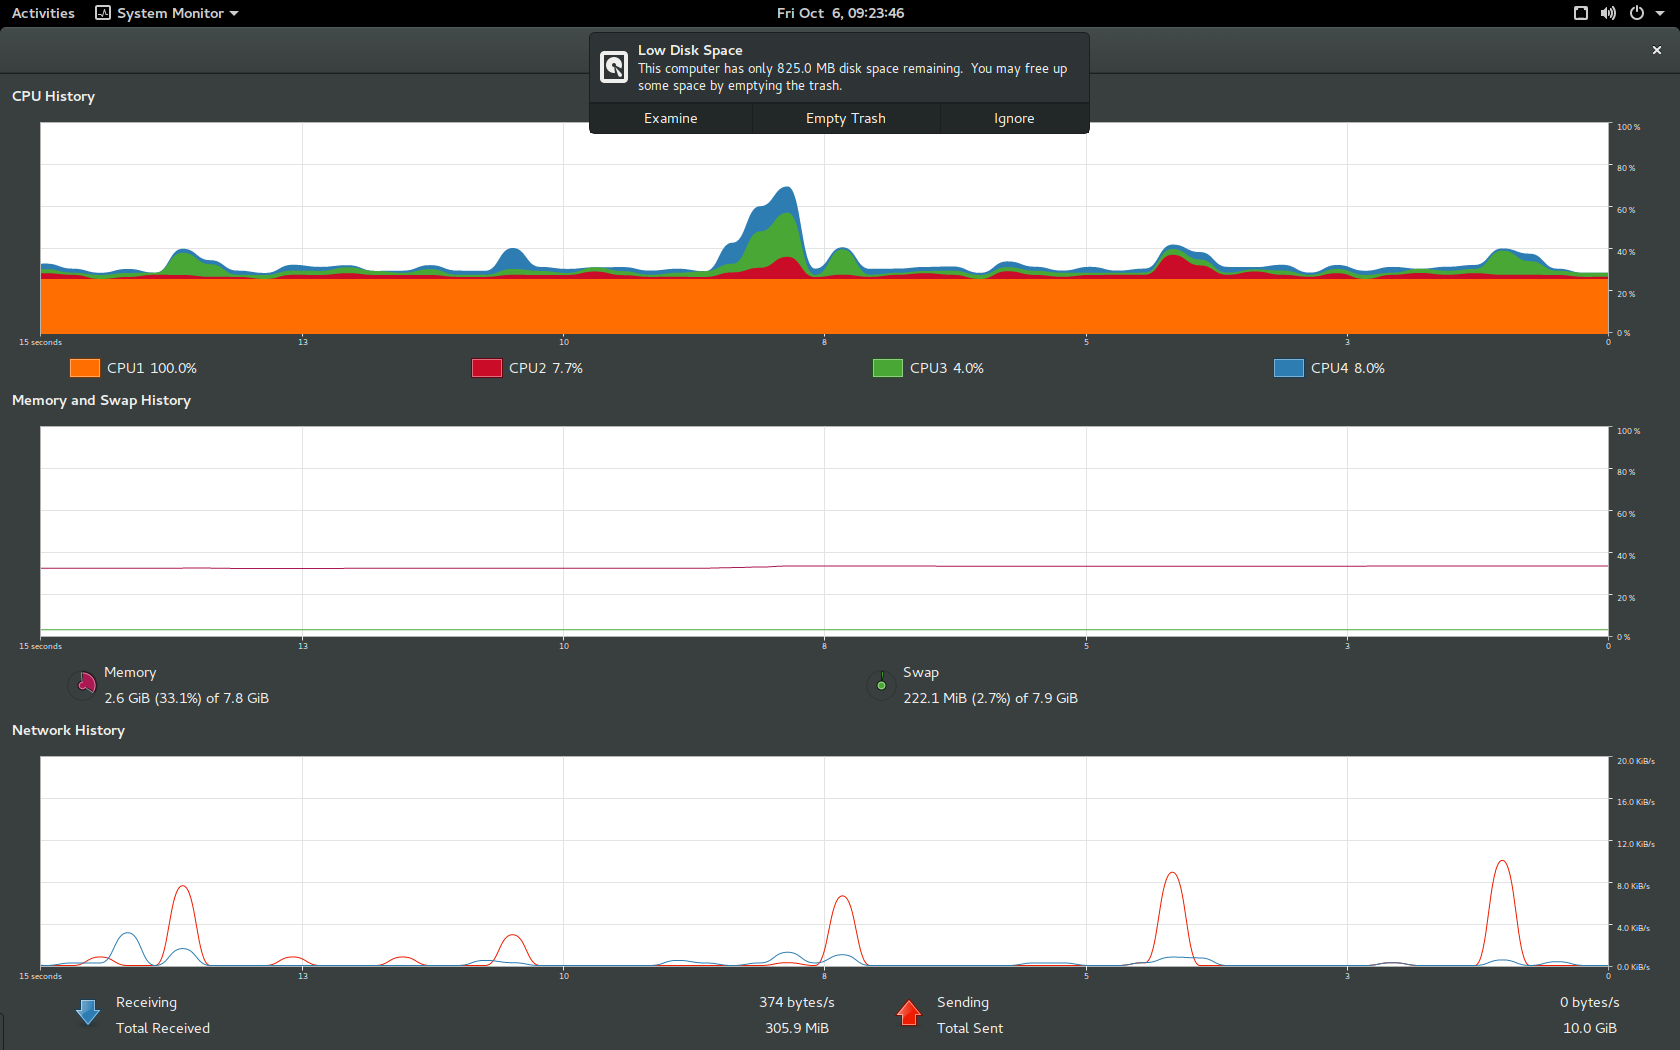 Activities
System Monitor
Fri Oct 6, 09:23:46
Low Disk Space
This computer has only 825.0 MB disk space remaining. You may free up
some space by emptying the trash.
Examine
Empty Trash
Ignore
CPU History
100 %
80 %
60 %
40 %
20 %
0 %
15 seconds
13
10
8
5
3
0
CPU1 100.0%
CPU2 7.7%
CPU3 4.0%
CPU4 8.0%
Memory and Swap History
100 %
80 %
60 %
40 %
20 %
0 %
15 seconds
13
10
8
5
3
0
Memory
2.6 GiB (33.1%) of 7.8 GiB
Swap
222.1 MiB (2.7%) of 7.9 GiB
Network History
20.0 KiB/s
16.0 KiB/s
12.0 KiB/s
8.0 KiB/s
4.0 KiB/s
0.0 KiB/s
15 seconds
13
10
8
5
3
0
Receiving
374 bytes/s
Total Received
305.9 MiB
Sending
0 bytes/s
Total Sent
10.0 GiB